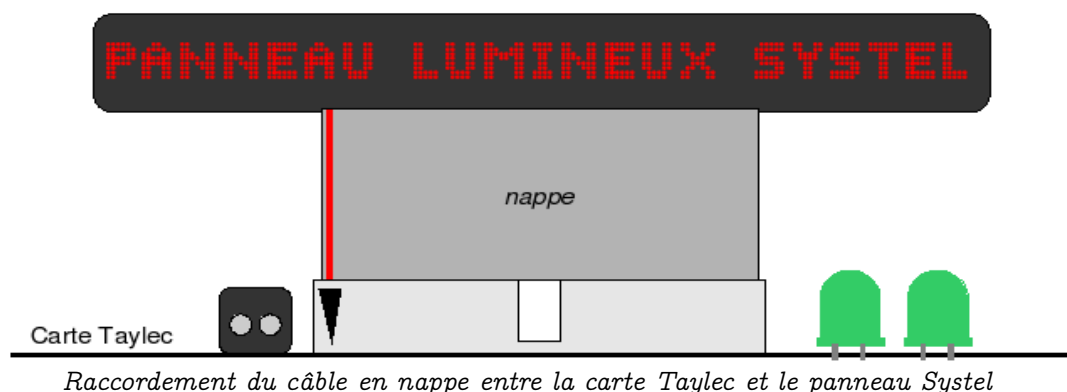 PANNEAU LUMINEUX SYSTEL
nappe
Carte Taylec
Raccordement du câble en nappe entre la carte Taylec et le panneau Systel